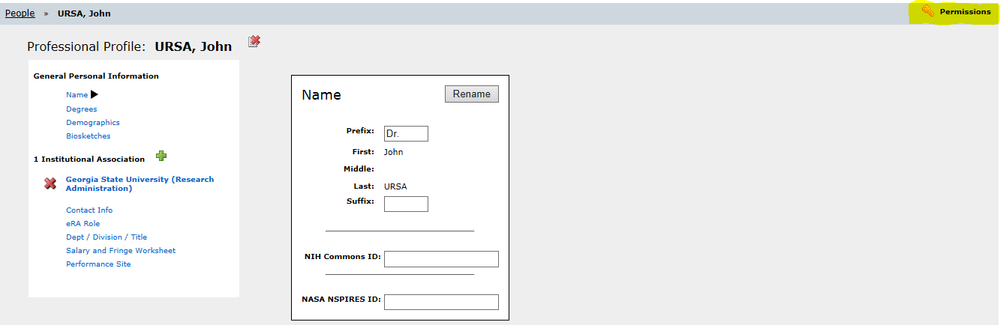 People » URSA, John
Permissions
Professional Profile: URSA, John
General Personal Information
Name
Degrees
Demographics
Biosketches
1 Institutional Association
Georgia State University (Research
Administration)
Contact Info
eRA Role
Dept / Division / Title
Salary and Fringe Worksheet
Performance Site
Name
Rename
Prefix: Dr.
First: John
Middle:
Last: URSA
Suffix:
NIH Commons ID:
NASA NSPIRES ID: